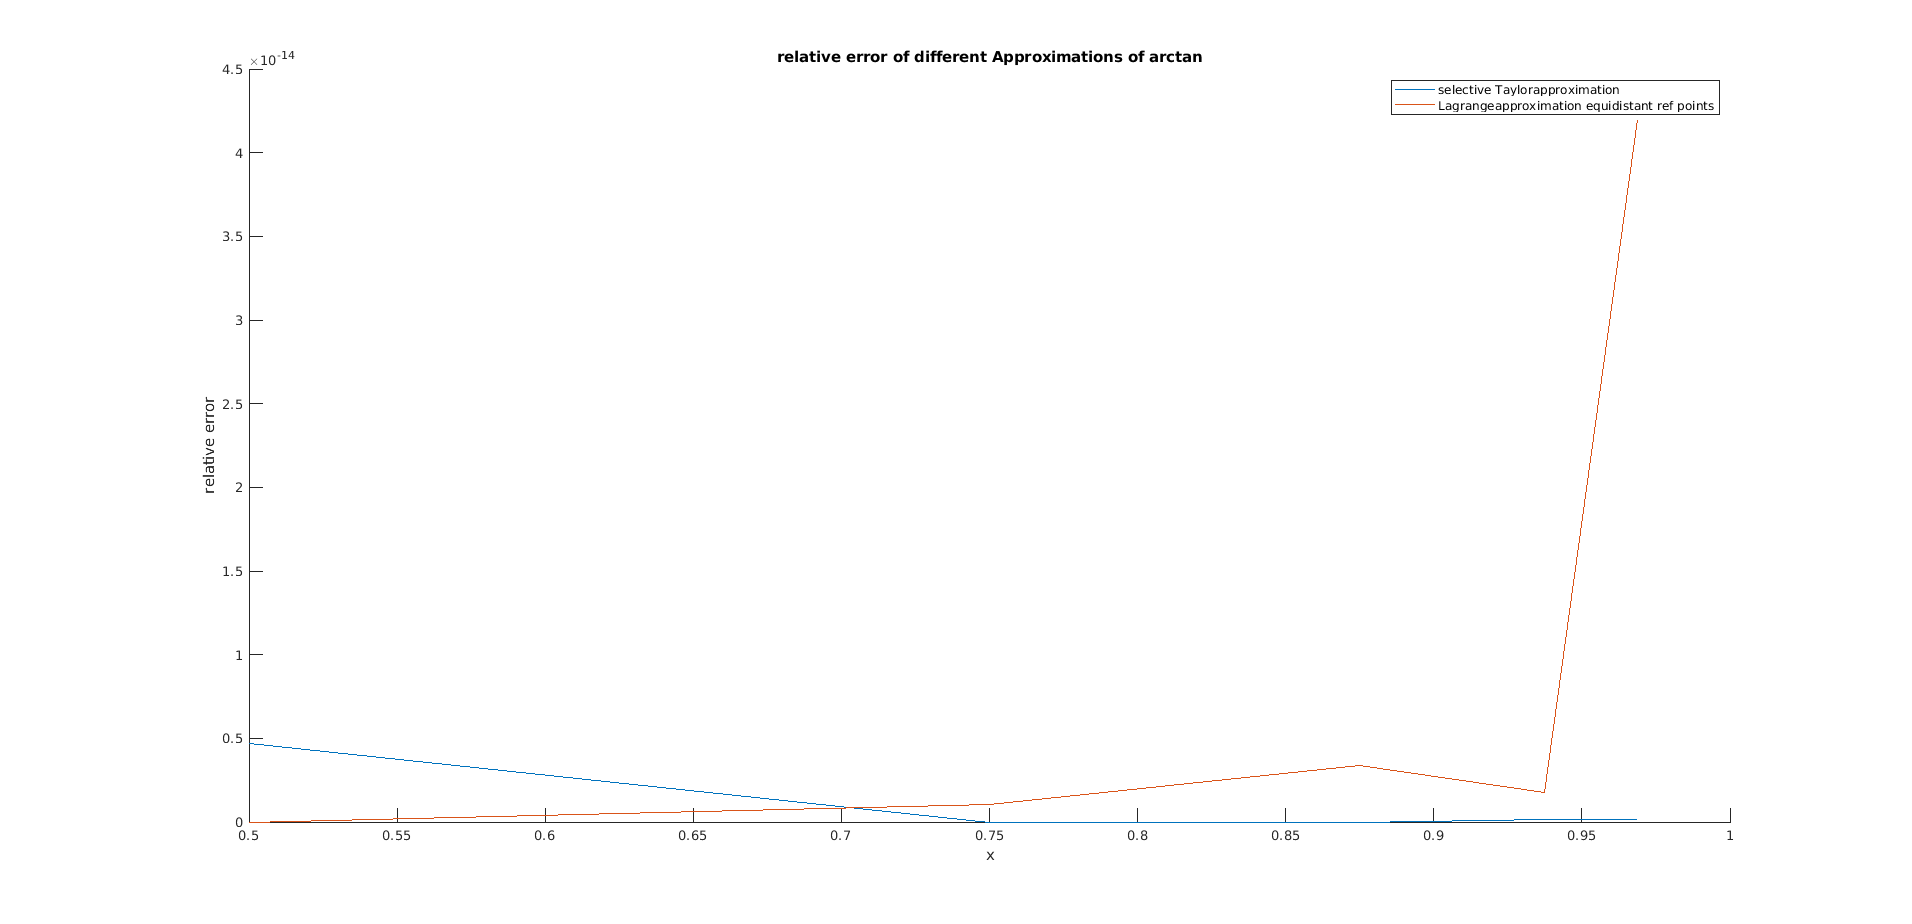 relative error of different Approximations of arctan
×10-14
selective Taylorapproximation
Lagrangeapproximation equidistant ref points
4.5
4
3.5
3
2.5
2
1.5
1
0.5
0
relative error
0.5 0.55 0.6 0.65 0.7 0.75 0.8 0.85 0.9 0.95 1
x